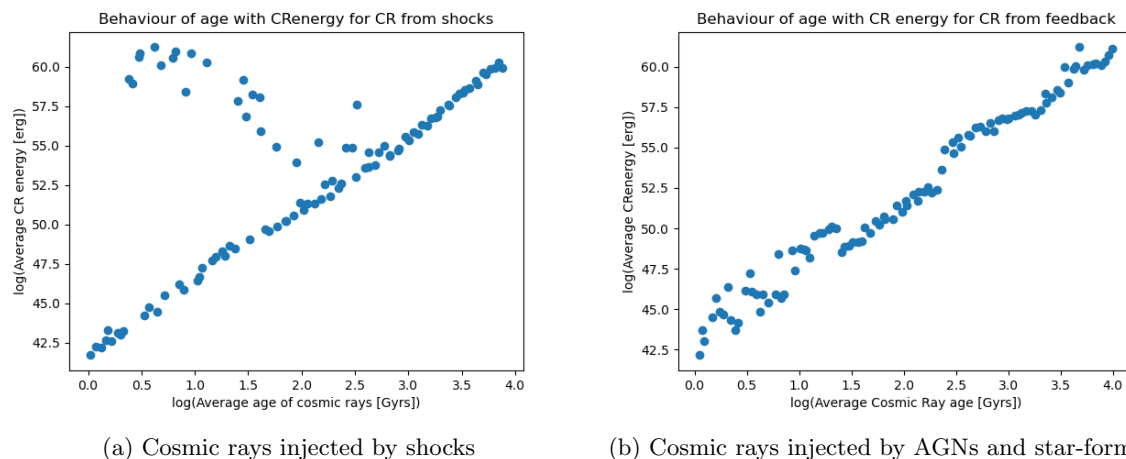 Behaviour of age with CRenergy for CR from shocks
log(Average CR energy [erg])
60.0
57.5
55.0
52.5
50.0
47.5
45.0
42.5
0.0 0.5 1.0 1.5 2.0 2.5 3.0 3.5 4.0
log(Average age of cosmic rays [Gyrs])
(a) Cosmic rays injected by shocks
Behaviour of age with CR energy for CR from feedback
log(Average CRenergy [erg])
60.0
57.5
55.0
52.5
50.0
47.5
45.0
42.5
0.0 0.5 1.0 1.5 2.0 2.5 3.0 3.5 4.0
log(Average Cosmic Ray age [Gyrs])
(b) Cosmic rays injected by AGNs and star-form